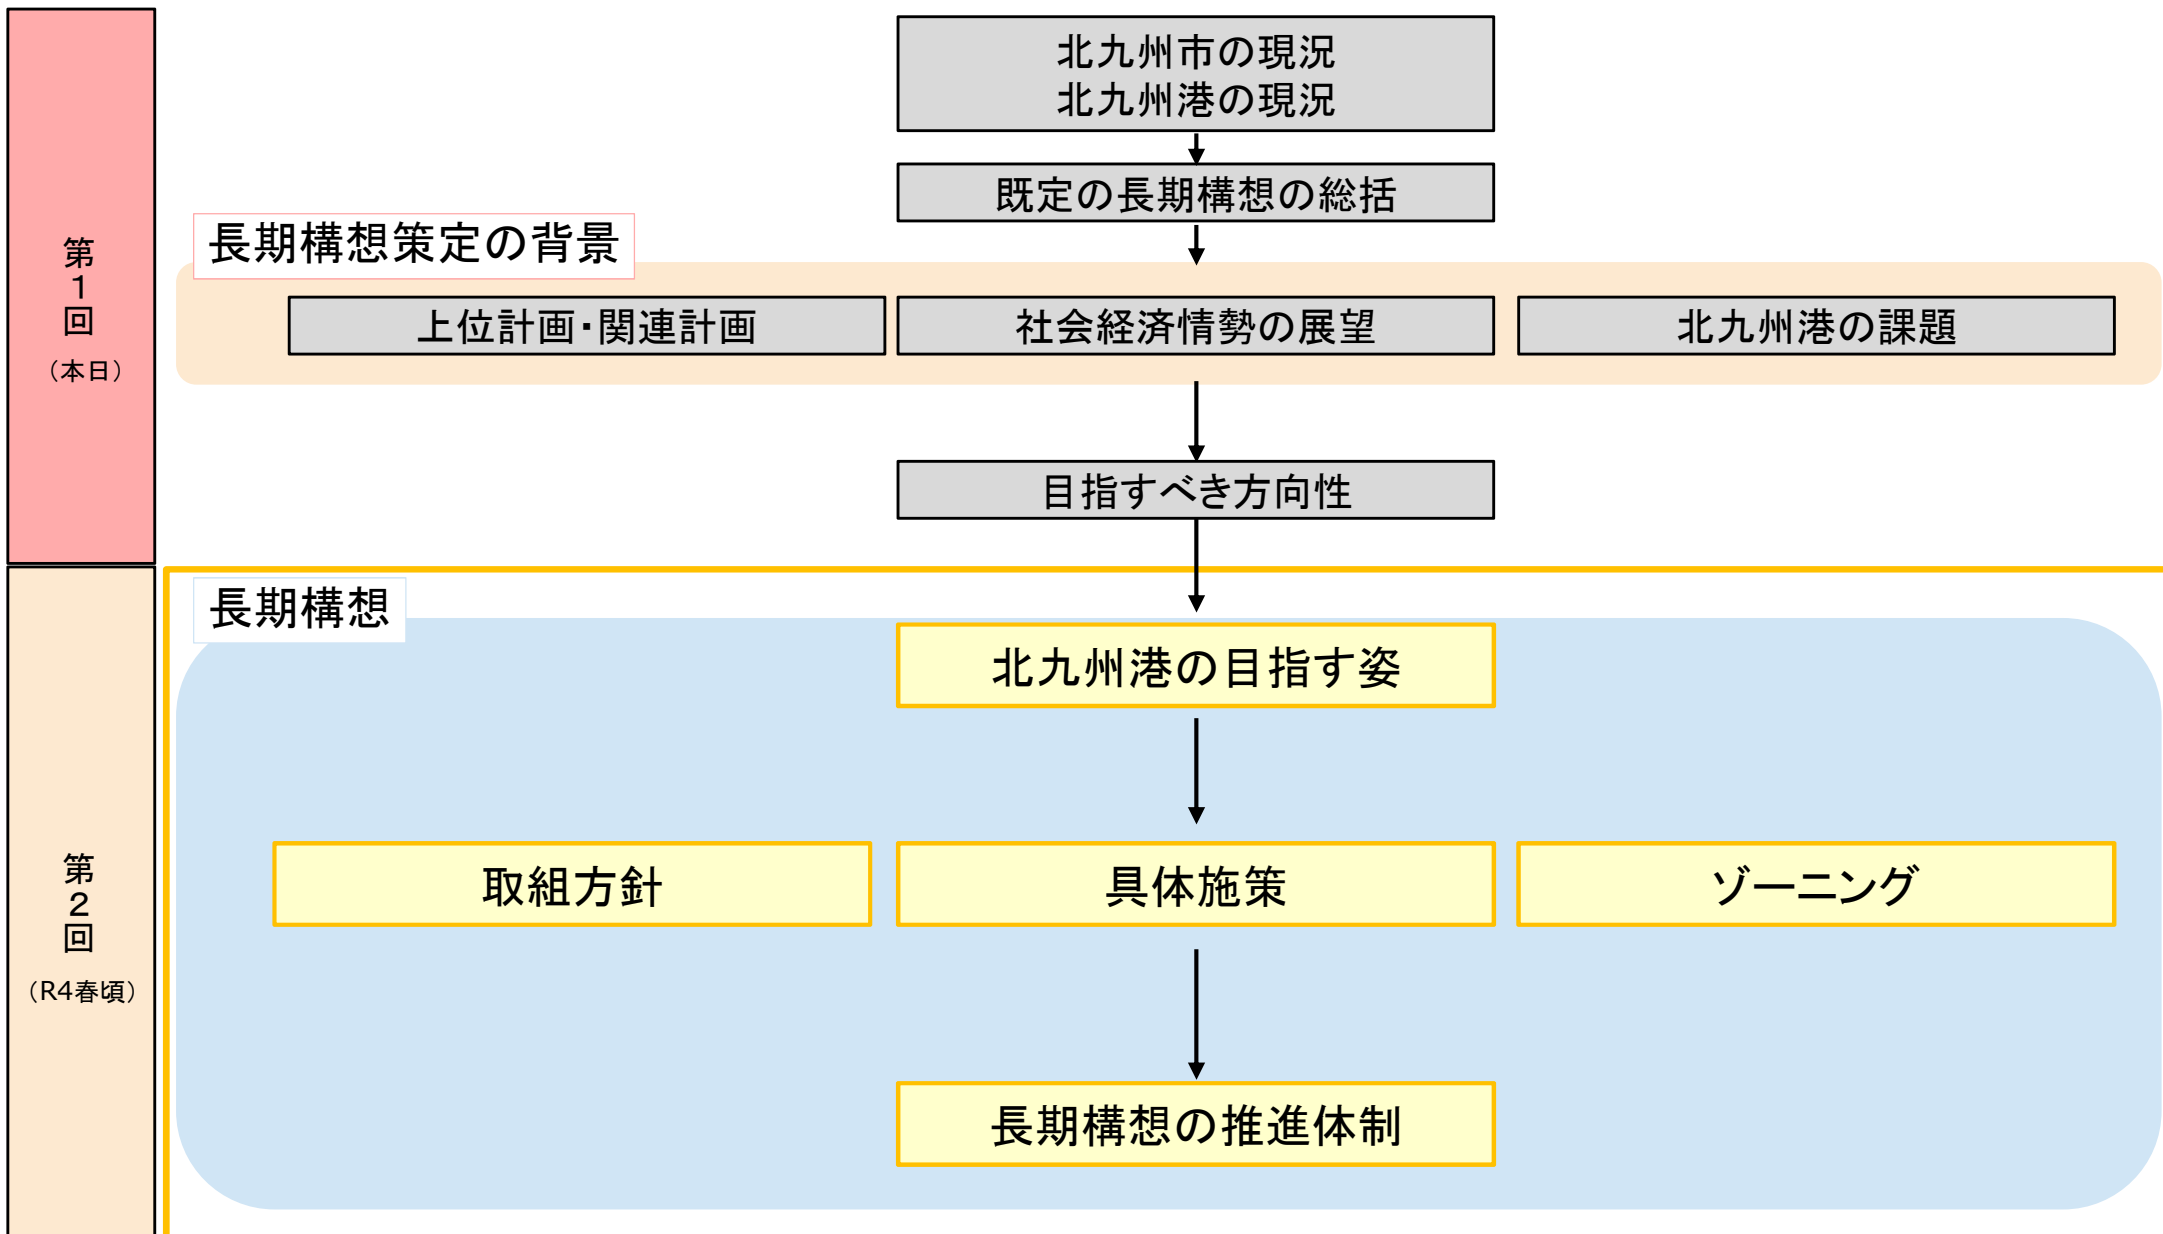 北九州市の現況
北九州港の現況
既定の長期構想の総括
長期構想策定の背景
上位計画・関連計画
社会経済情勢の展望
北九州港の課題
目指すべき方向性
第1回
（本日）
長期構想
北九州港の目指す姿
取組方針
具体施策
ゾーニング
長期構想の推進体制
第2回
（R4春頃）